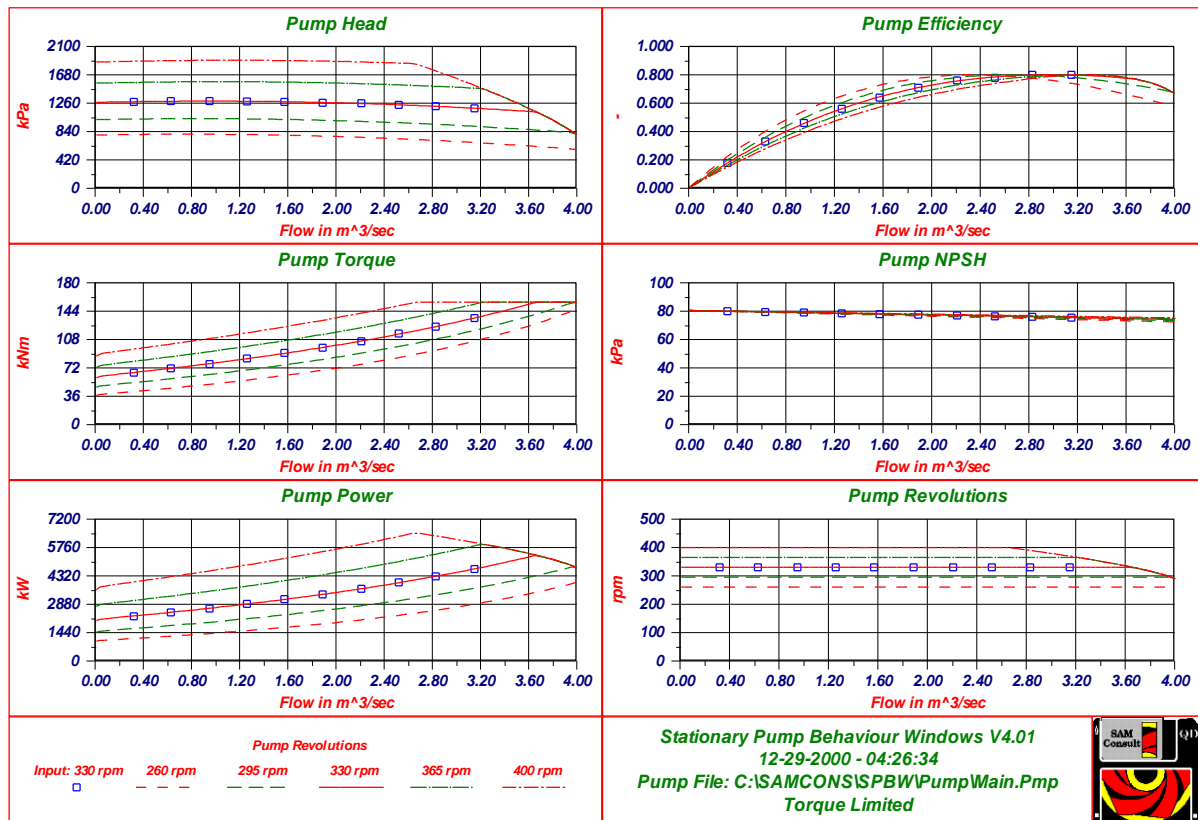 Pump Head
2100
1680
1260
840
420
0
kPa
0.00 0.40 0.80 1.20 1.60 2.00 2.40 2.80 3.20 3.60 4.00
Flow in m^3/sec
Pump Efficiency
1.000
0.800
0.600
0.400
0.200
0.000
-
0.00 0.40 0.80 1.20 1.60 2.00 2.40 2.80 3.20 3.60 4.00
Flow in m^3/sec
Pump Torque
180
144
108
72
36
0
kNm
0.00 0.40 0.80 1.20 1.60 2.00 2.40 2.80 3.20 3.60 4.00
Flow in m^3/sec
Pump NPSH
100
80
60
40
20
0
kPa
0.00 0.40 0.80 1.20 1.60 2.00 2.40 2.80 3.20 3.60 4.00
Flow in m^3/sec
Pump Power
7200
5760
4320
2880
1440
0
kW
0.00 0.40 0.80 1.20 1.60 2.00 2.40 2.80 3.20 3.60 4.00
Flow in m^3/sec
Pump Revolutions
500
400
300
200
100
0
rpm
0.00 0.40 0.80 1.20 1.60 2.00 2.40 2.80 3.20 3.60 4.00
Flow in m^3/sec
Pump Revolutions
Input: 330 rpm 260 rpm 295 rpm 330 rpm 365 rpm 400 rpm
Stationary Pump Behaviour Windows V4.01
12-29-2000 - 04:26:34
Pump File: C:\SAMCONS\SPBW\Pump\Main.Pmp
Torque Limited
SAM
Consult
QD